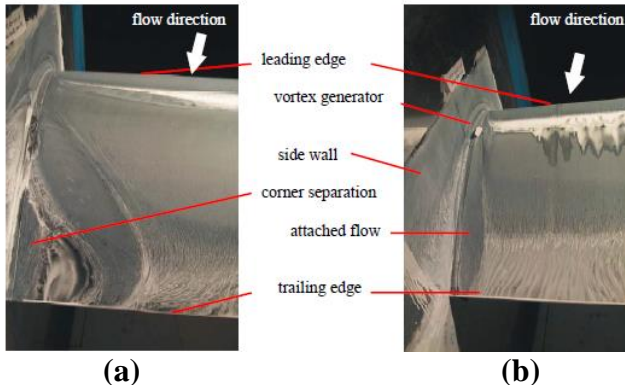 flow direction
flow direction
leading edge
vortex generator
side wall
corner separation
attached flow
trailing edge
(a)
(b)